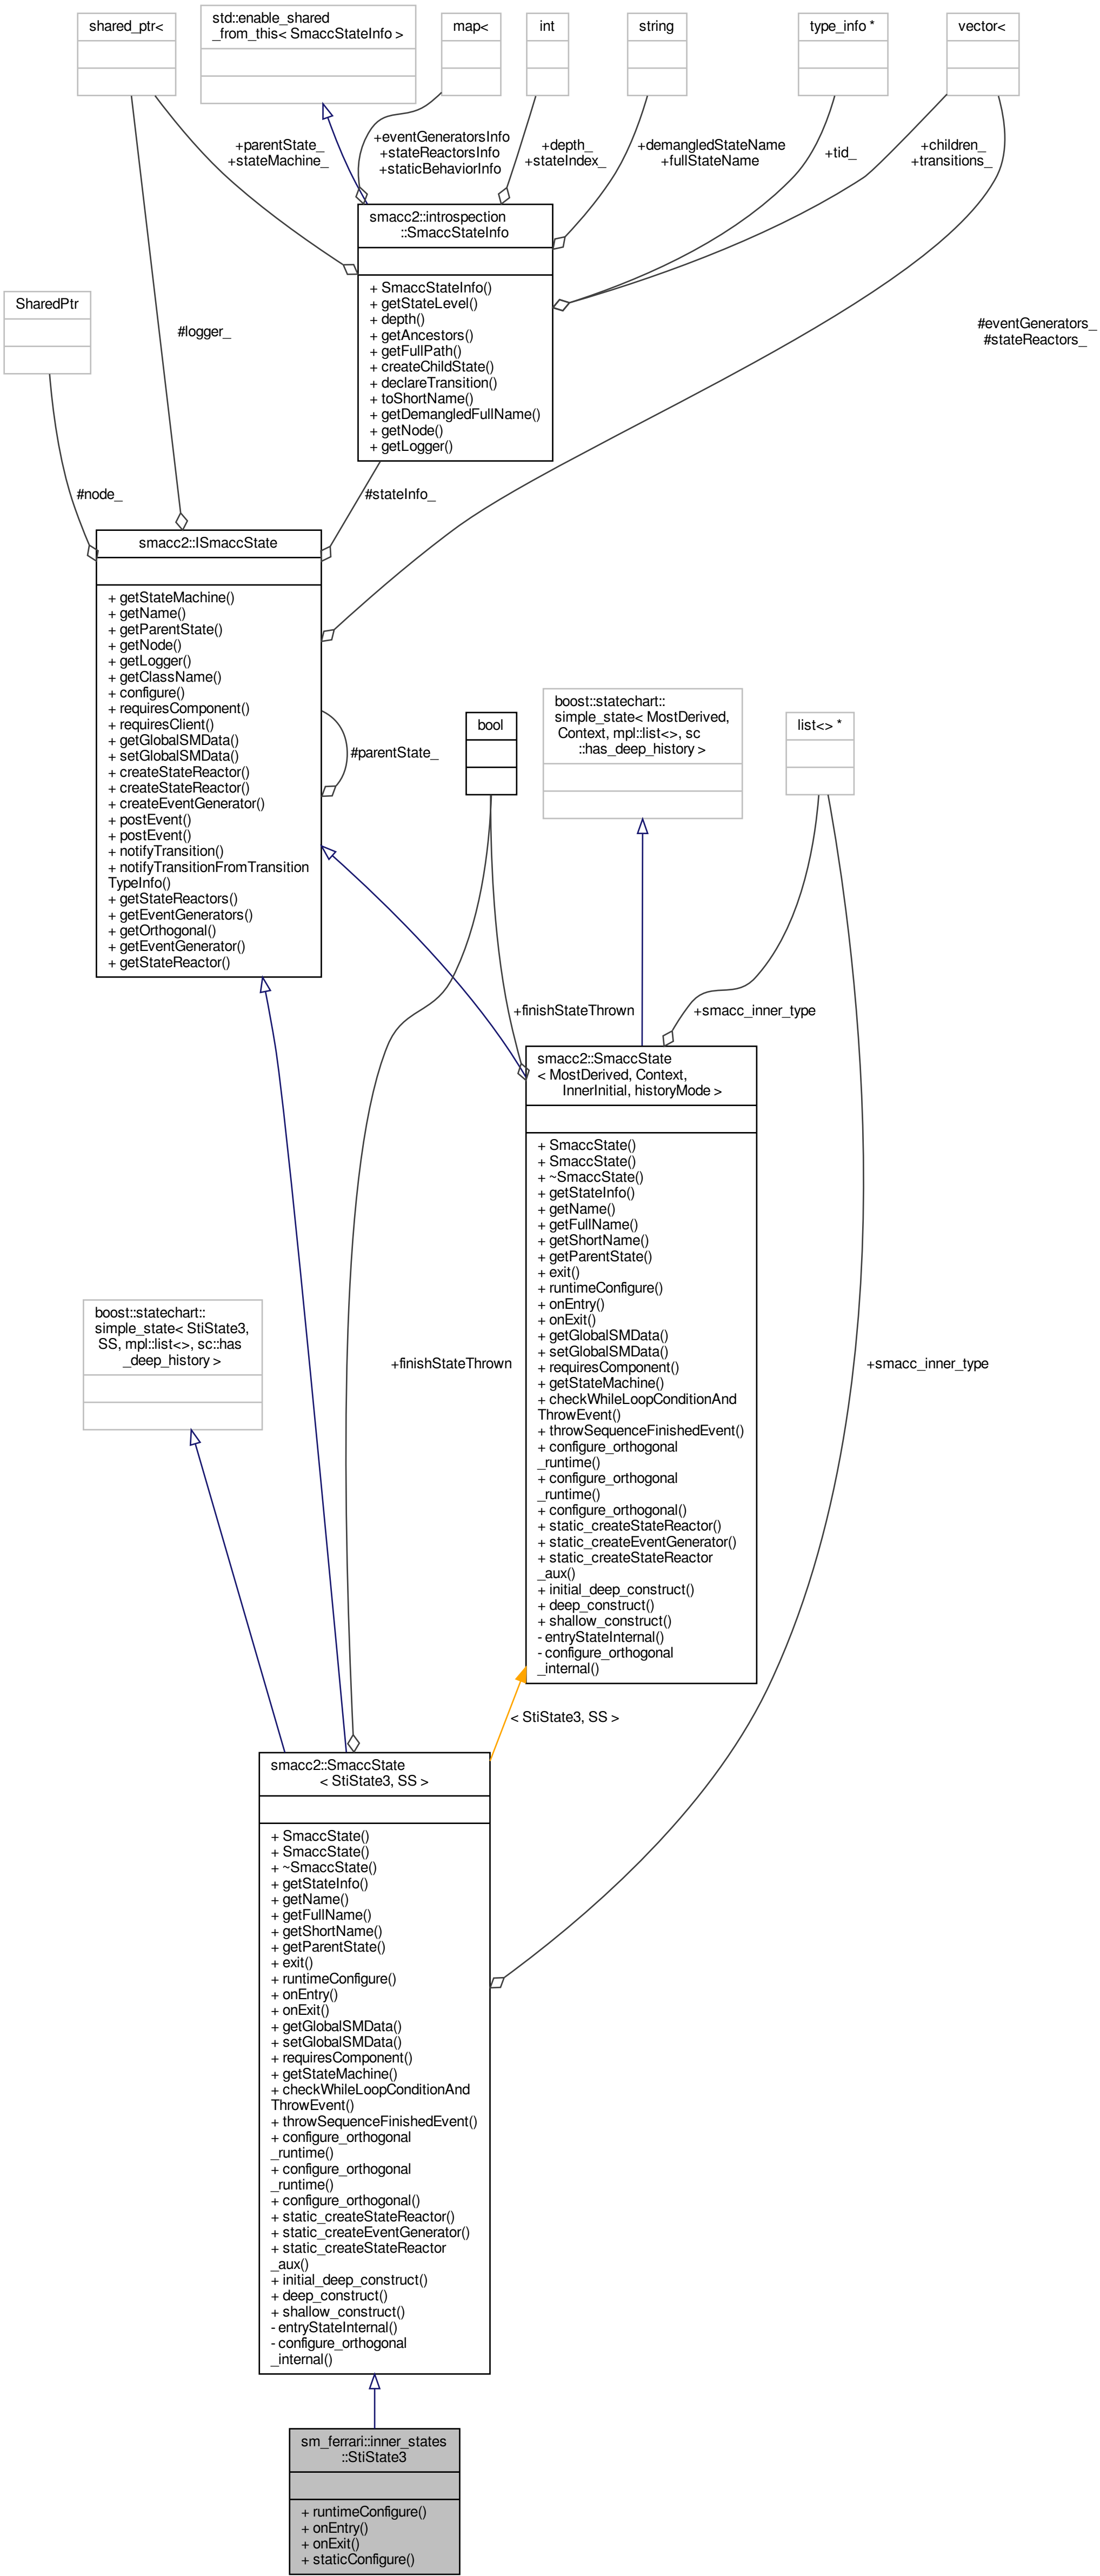 shared_ptr<
std::enable_shared
_from_this< SmaccStateInfo >
map<
int
string
type_info *
vector<
+parentState_
+stateMachine_
+eventGeneratorsInfo
+stateReactorsInfo
+staticBehaviorInfo
+depth_
+stateIndex_
+demangledStateName
+fullStateName
+tid_
+children_
+transitions_
smacc2::introspection
::SmaccStateInfo
+ SmaccStateInfo()
+ getStateLevel()
+ depth()
+ getAncestors()
+ getFullPath()
+ createChildState()
+ declareTransition()
+ toShortName()
+ getDemangledFullName()
+ getNode()
+ getLogger()
SharedPtr
#logger_
#eventGenerators_
#stateReactors_
#node_
#stateInfo_
smacc2::ISmaccState
+ getStateMachine()
+ getName()
+ getParentState()
+ getNode()
+ getLogger()
+ getClassName()
+ configure()
+ requiresComponent()
+ requiresClient()
+ getGlobalSMData()
+ setGlobalSMData()
+ createStateReactor()
+ createStateReactor()
+ createEventGenerator()
+ postEvent()
+ postEvent()
+ notifyTransition()
+ notifyTransitionFromTransition
TypeInfo()
+ getStateReactors()
+ getEventGenerators()
+ getOrthogonal()
+ getEventGenerator()
+ getStateReactor()
#parentState_
bool
boost::statechart::
simple_state< MostDerived,
Context, mpl::list<>, sc
::has_deep_history >
list<> *
+finishStateThrown
+smacc_inner_type
smacc2::SmaccState
< MostDerived, Context,
InnerInitial, historyMode >
+ SmaccState()
+ SmaccState()
+ ~SmaccState()
+ getStateInfo()
+ getName()
+ getFullName()
+ getShortName()
+ getParentState()
+ exit()
+ runtimeConfigure()
+ onEntry()
+ onExit()
+ getGlobalSMData()
+ setGlobalSMData()
+ requiresComponent()
+ getStateMachine()
+ checkWhileLoopConditionAnd
ThrowEvent()
+ throwSequenceFinishedEvent()
+ configure_orthogonal
_runtime()
+ configure_orthogonal
_runtime()
+ configure_orthogonal()
+ static_createStateReactor()
+ static_createEventGenerator()
+ static_createStateReactor
_aux()
+ initial_deep_construct()
+ deep_construct()
+ shallow_construct()
- entryStateInternal()
- configure_orthogonal
_internal()
boost::statechart::
simple_state< StiState3,
SS, mpl::list<>, sc::has
_deep_history >
+finishStateThrown
+smacc_inner_type
< StiState3, SS >
smacc2::SmaccState
< StiState3, SS >
+ SmaccState()
+ SmaccState()
+ ~SmaccState()
+ getStateInfo()
+ getName()
+ getFullName()
+ getShortName()
+ getParentState()
+ exit()
+ runtimeConfigure()
+ onEntry()
+ onExit()
+ getGlobalSMData()
+ setGlobalSMData()
+ requiresComponent()
+ getStateMachine()
+ checkWhileLoopConditionAnd
ThrowEvent()
+ throwSequenceFinishedEvent()
+ configure_orthogonal
_runtime()
+ configure_orthogonal
_runtime()
+ configure_orthogonal()
+ static_createStateReactor()
+ static_createEventGenerator()
+ static_createStateReactor
_aux()
+ initial_deep_construct()
+ deep_construct()
+ shallow_construct()
- entryStateInternal()
- configure_orthogonal
_internal()
sm_ferrari::inner_states
::StiState3
+ runtimeConfigure()
+ onEntry()
+ onExit()
+ staticConfigure()